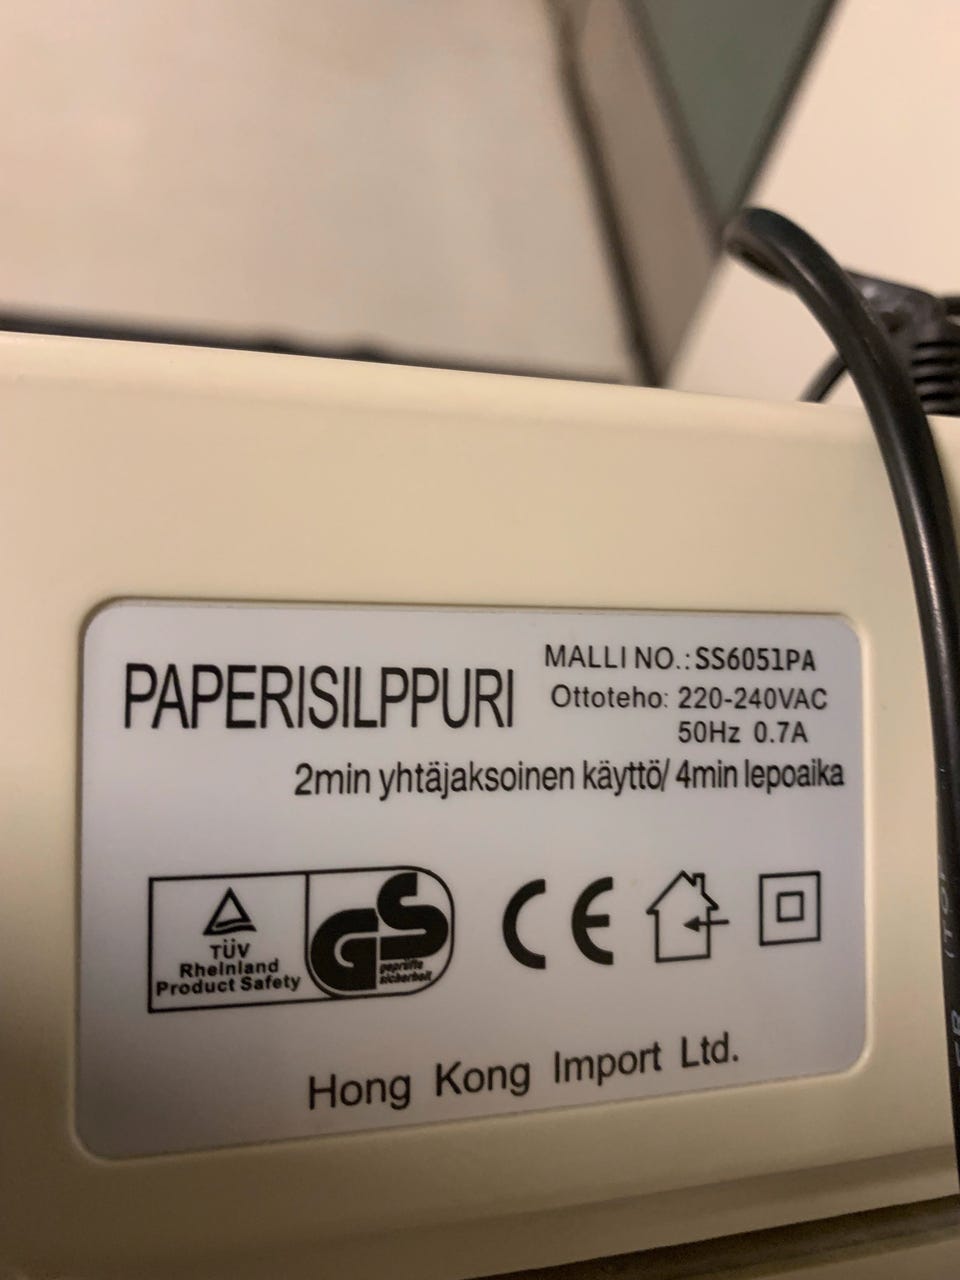 PAPERISILPPURI
MALLI NO.: SS6051PA
Ottoteho: 220-240VAC
50Hz 0.7A
2min yhtäjaksoinen käyttö/ 4min lepoaika
TÜV
Rheinland
Product Safety
GS
geprüfte
sicherheit
CE
Hong Kong Import Ltd.